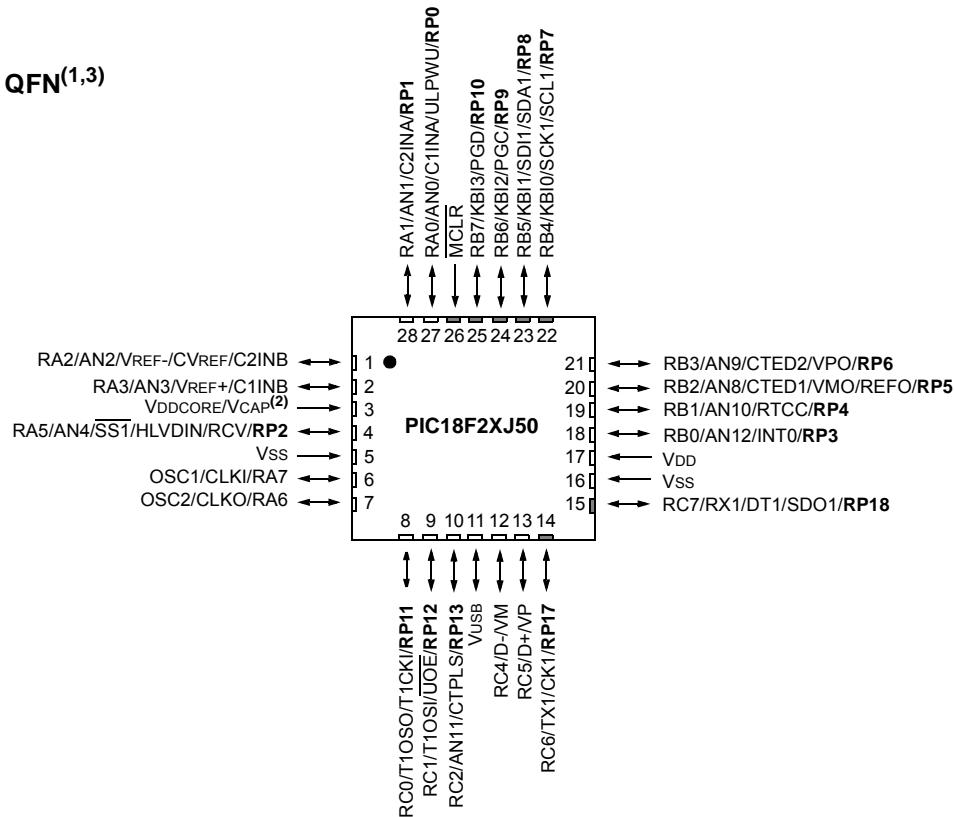 QFN(1,3)
RA1/AN1/C2INA/RP1
RA0/AN0/C1INA/ULPWU/RP0
MCLR
RB7/KBI3/PGD/RP10
RB6/KBI2/PGC/RP9
RB5/KBI1/SDI1/SDA1/RP8
RB4/KBI0/SCK1/SCL1/RP7
28 27 26 25 24 23 22
RA2/AN2/VREF-/CVREF/C2INB 1
RA3/AN3/VREF+/C1INB 2
VDDCORE/VCAP(2) 3
RA5/AN4/SS1/HLVDIN/RCV/RP2 4
VSS 5
OSC1/CLKI/RA7 6
OSC2/CLKO/RA6 7
PIC18F2XJ50
21 RB3/AN9/CTED2/VPO/RP6
20 RB2/AN8/CTED1/VMO/REFO/RP5
19 RB1/AN10/RTCC/RP4
18 RB0/AN12/INT0/RP3
17 VDD
16 VSS
15 RC7/RX1/DT1/SDO1/RP18
8 9 10 11 12 13 14
RC0/T1OSO/T1CKI/RP11
RC1/T1OSI/UOE/RP12
RC2/AN11/CTPLS/RP13
VUSB
RC4/D-/VM
RC5/D+/VP
RC6/TX1/CK1/RP17